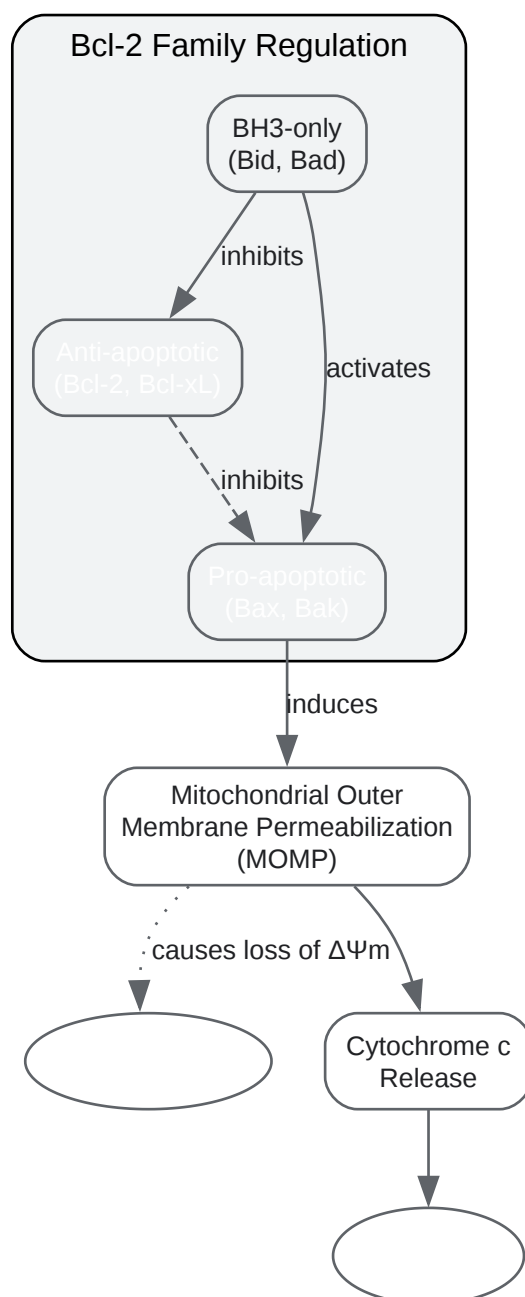 Bcl-2 Family Regulation
BH3-only
(Bid, Bad)
inhibits
Anti-apoptotic
(Bcl-2, Bcl-xL)
activates
inhibits
Pro-apoptotic
(Bax, Bak)
induces
Mitochondrial Outer
Membrane Permeabilization
(MOMP)
causes loss of ΔΨm
Cytochrome c
Release